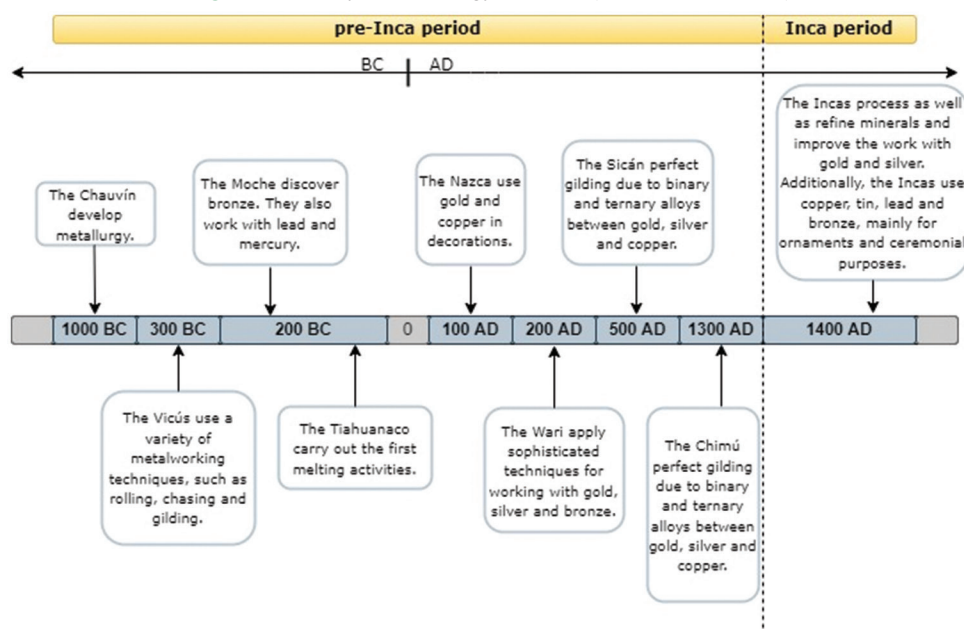 pre-Inca period
Inca period
BC
AD
The Chauvín
develop
metallurgy.
The Moche discover
bronze. They also
work with lead and
mercury.
The Nazca use
gold and
copper in
decorations.
The Sicán perfect
gilding due to binary
and ternary alloys
between gold, silver
and copper.
The Incas process as well
as refine minerals and
improve the work with
gold and silver.
Additionally, the Incas use
copper, tin, lead and
bronze, mainly for
ornaments and ceremonial
purposes.
1000 BC
300 BC
200 BC
0
100 AD
200 AD
500 AD
1300 AD
1400 AD
The Vicús use a
variety of
metalworking
techniques, such as
rolling, chasing and
gilding.
The Tiahuanaco
carry out the first
melting activities.
The Wari apply
sophisticated
techniques for
working with gold,
silver and bronze.
The Chimú
perfect gilding
due to binary
and ternary
alloys between
gold, silver and
copper.